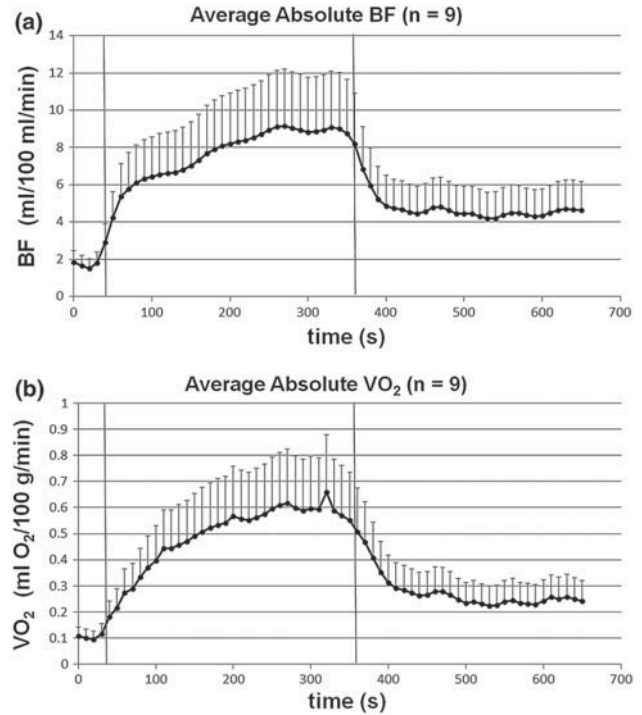 (a)
Average Absolute BF (n = 9)
14
12
10
8
6
4
2
0
BF (ml/100 ml/min)
0 100 200 300 400 500 600 700
time (s)
(b)
Average Absolute VO₂ (n = 9)
1
0.9
0.8
0.7
0.6
0.5
0.4
0.3
0.2
0.1
0
VO₂ (ml O₂/100 g/min)
0 100 200 300 400 500 600 700
time (s)